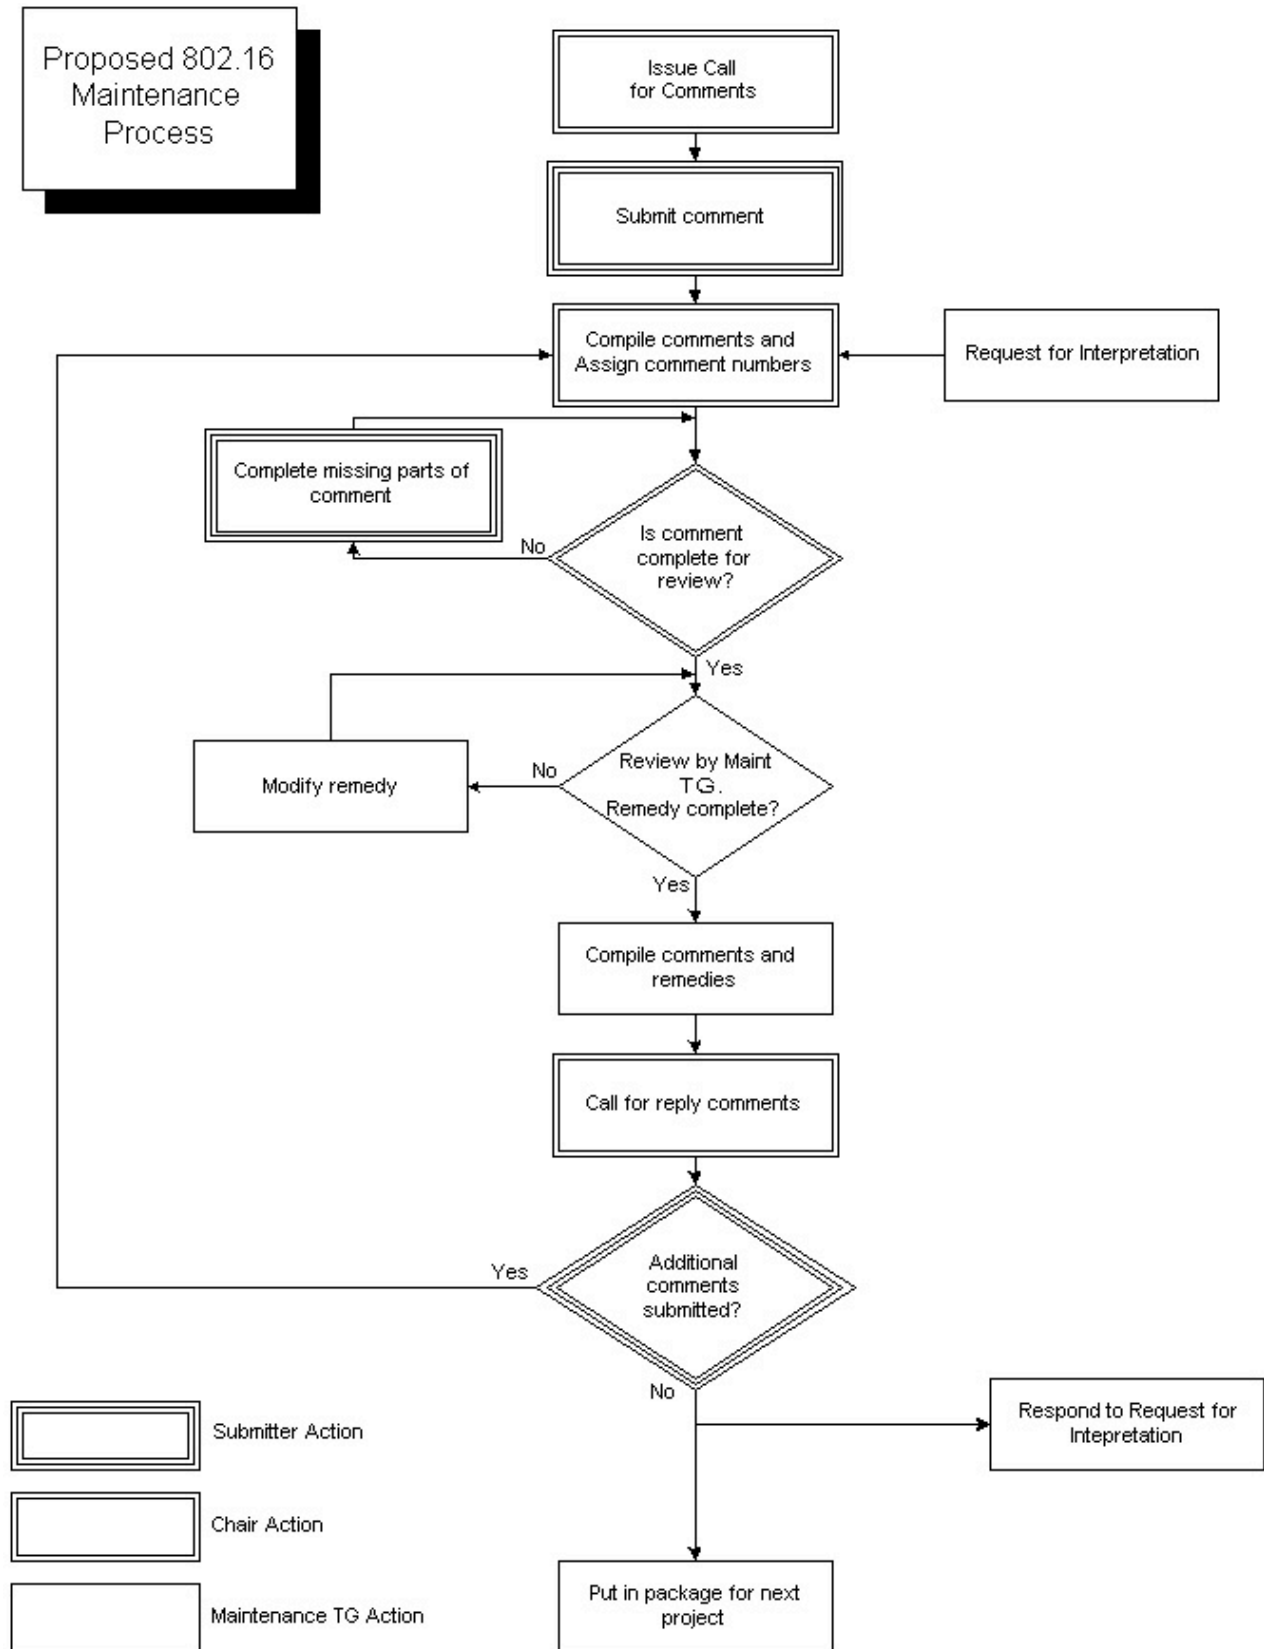 Proposed 802.16
Maintenance
Process
Issue Call
for Comments
Submit comment
Compile comments and
Assign comment numbers
Request for Interpretation
Complete missing parts of
comment
No
Is comment
complete for
review?
Yes
Modify remedy
No
Review by Maint
TG.
Remedy complete?
Yes
Compile comments and
remedies
Call for reply comments
Yes
Additional
comments
submitted?
No
Respond to Request for
Intepretation
Submitter Action
Chair Action
Maintenance TG Action
Put in package for next
project